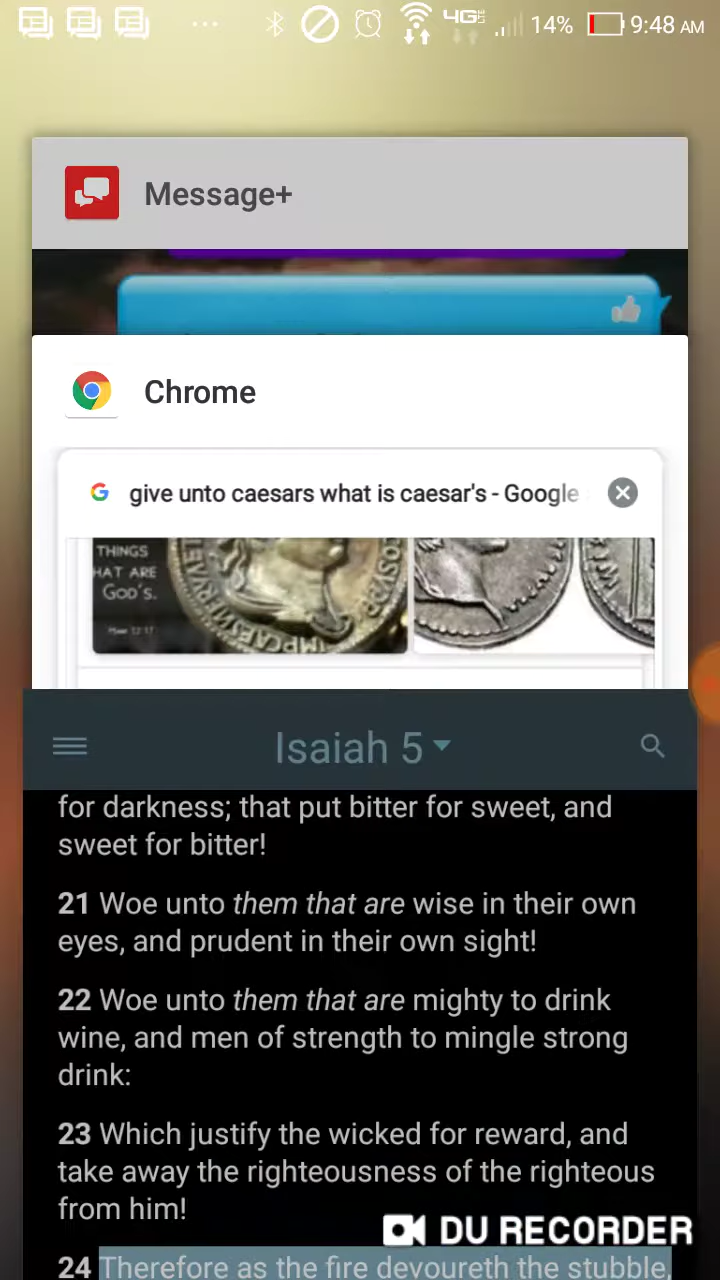 4G LTE 14% 9:48 AM
Message+
Chrome
give unto caesars what is caesar's - Google
THINGS
HAT ARE
GOD'S.
Isaiah 5
for darkness; that put bitter for sweet, and
sweet for bitter!
21 Woe unto them that are wise in their own
eyes, and prudent in their own sight!
22 Woe unto them that are mighty to drink
wine, and men of strength to mingle strong
drink:
23 Which justify the wicked for reward, and
take away the righteousness of the righteous
from him!
DU RECORDER
24 Therefore as the fire devoureth the stubble,